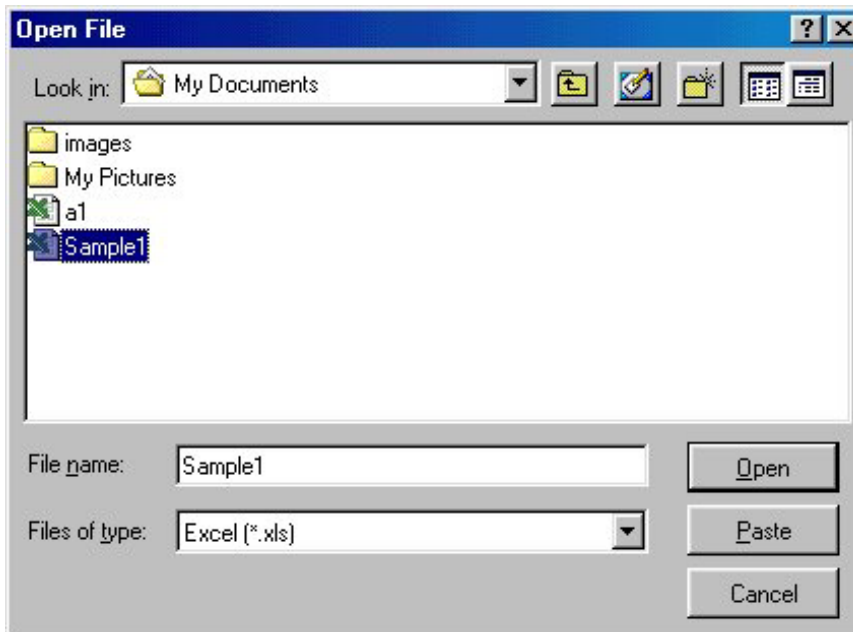 Open File
Look in: My Documents
images
My Pictures
a1
Sample1
File name: Sample1 Open
Files of type: Excel (*.xls) Paste
Cancel